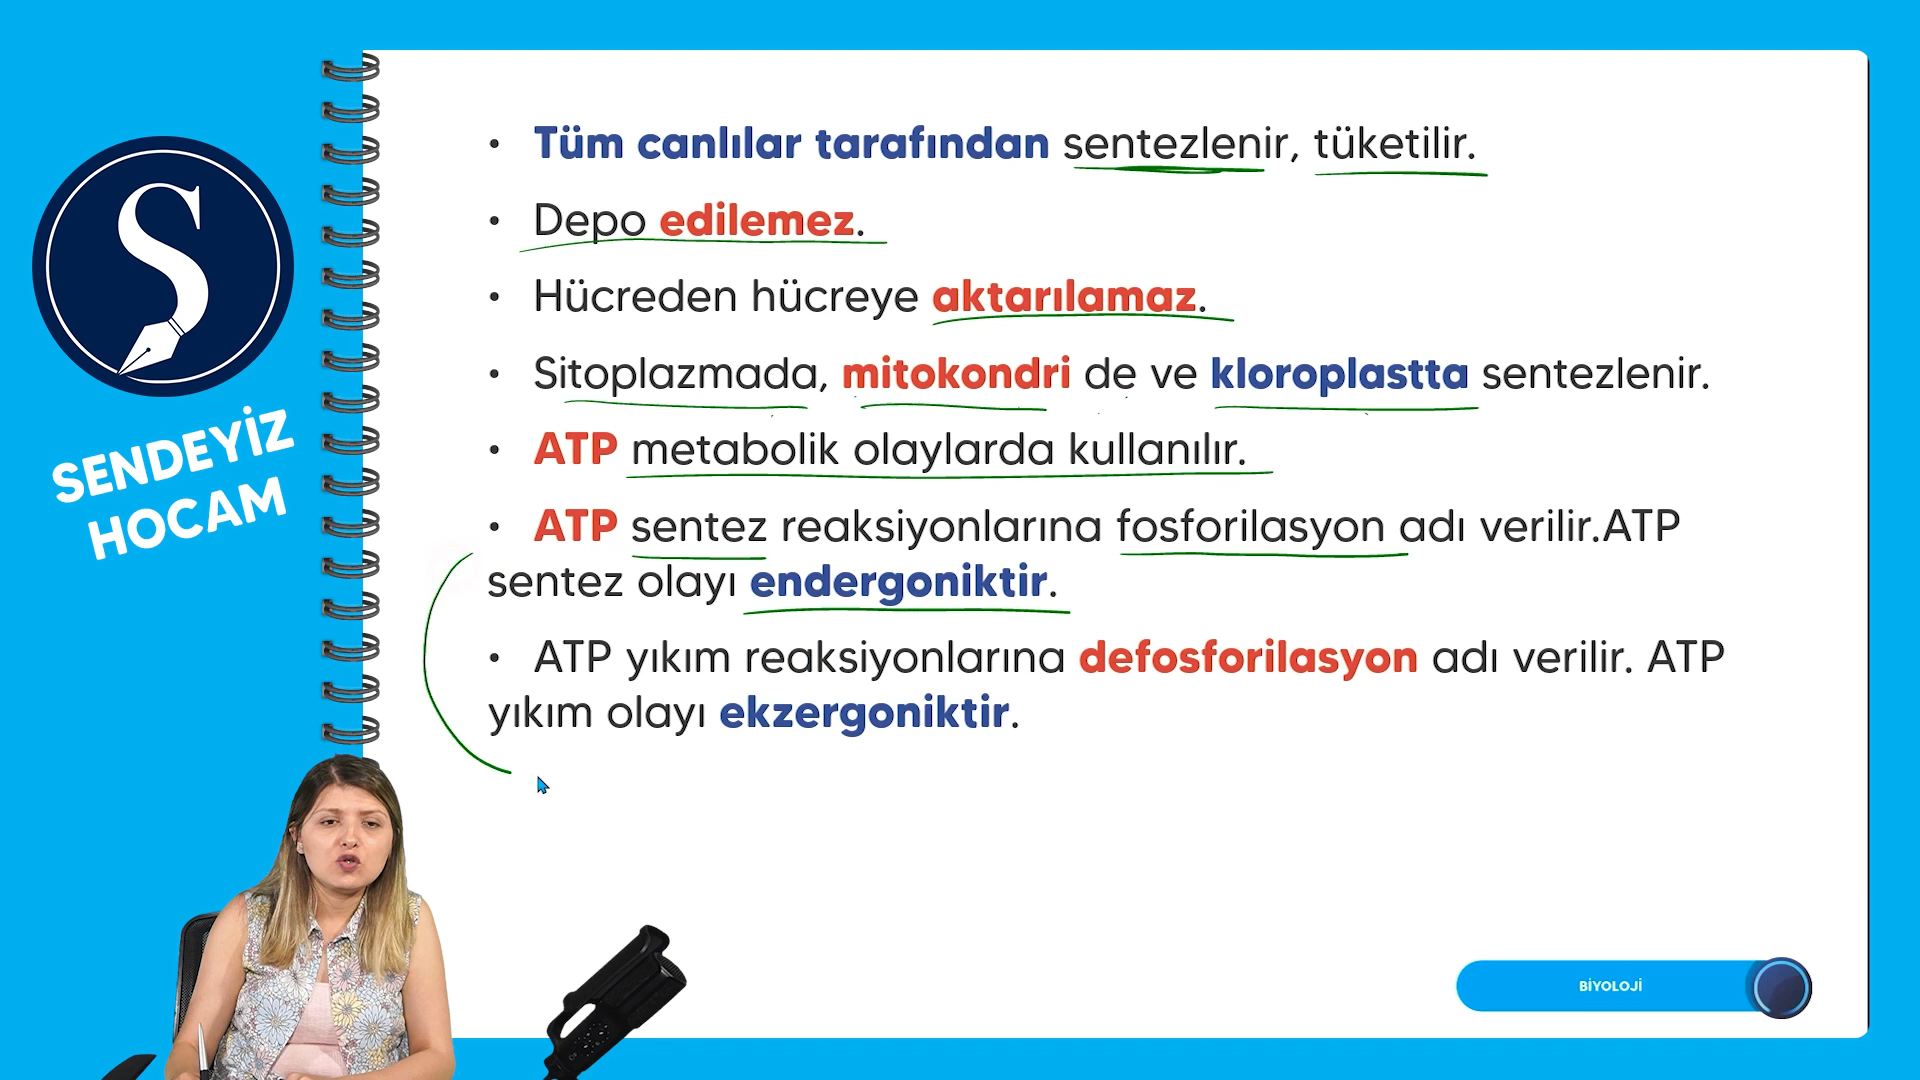 • Tüm canlılar tarafından sentezlenir, tüketilir.
• Depo edilemez.
• Hücreden hücreye aktarılamaz.
• Sitoplazmada, mitokondri de ve kloroplastta sentezlenir.
• ATP metabolik olaylarda kullanılır.
• ATP sentez reaksiyonlarına fosforilasyon adı verilir.ATP
sentez olayı endergoniktir.
• ATP yıkım reaksiyonlarına defosforilasyon adı verilir. ATP
yıkım olayı ekzergoniktir.
S
SENDEYİZ
HOCAM
BİYOLOJİ